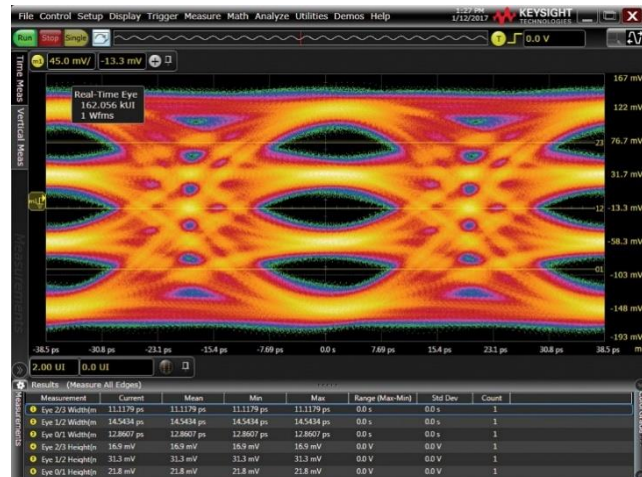 File Control Setup Display Trigger Measure Math Analyze Utilities Demos Help
1:27 PM
1/12/2017
KEYSIGHT
TECHNOLOGIES
Run Stop Single
T 0.0 V
45.0 mV/ -13.3 mV
Time Meas
Vertical Meas
Real-Time Eye
162.056 kUI
1 Wfms
167 mV
122 mV
76.7 mV
31.7 mV
-13.3 mV
-58.3 mV
-103 mV
-148 mV
-193 mV
23
12
01
Measurements
-38.5 ps -30.8 ps -23.1 ps -15.4 ps -7.69 ps 0.0 s 7.69 ps 15.4 ps 23.1 ps 30.8 ps 38.5 ps
2.00 UI 0.0 UI
Results (Measure All Edges)
Measurements
Measurement Current Mean Min Max Range (Max-Min) Std Dev Count
Eye 2/3 Width(m 11.1179 ps 11.1179 ps 11.1179 ps 11.1179 ps 0.0 s 0.0 s 1
Eye 1/2 Width(m 14.5434 ps 14.5434 ps 14.5434 ps 14.5434 ps 0.0 s 0.0 s 1
Eye 0/1 Width(m 12.8607 ps 12.8607 ps 12.8607 ps 12.8607 ps 0.0 s 0.0 s 1
Eye 2/3 Height(n 16.9 mV 16.9 mV 16.9 mV 16.9 mV 0.0 V 0.0 V 1
Eye 1/2 Height(n 31.3 mV 31.3 mV 31.3 mV 31.3 mV 0.0 V 0.0 V 1
Eye 0/1 Height(n 21.8 mV 21.8 mV 21.8 mV 21.8 mV 0.0 V 0.0 V 1